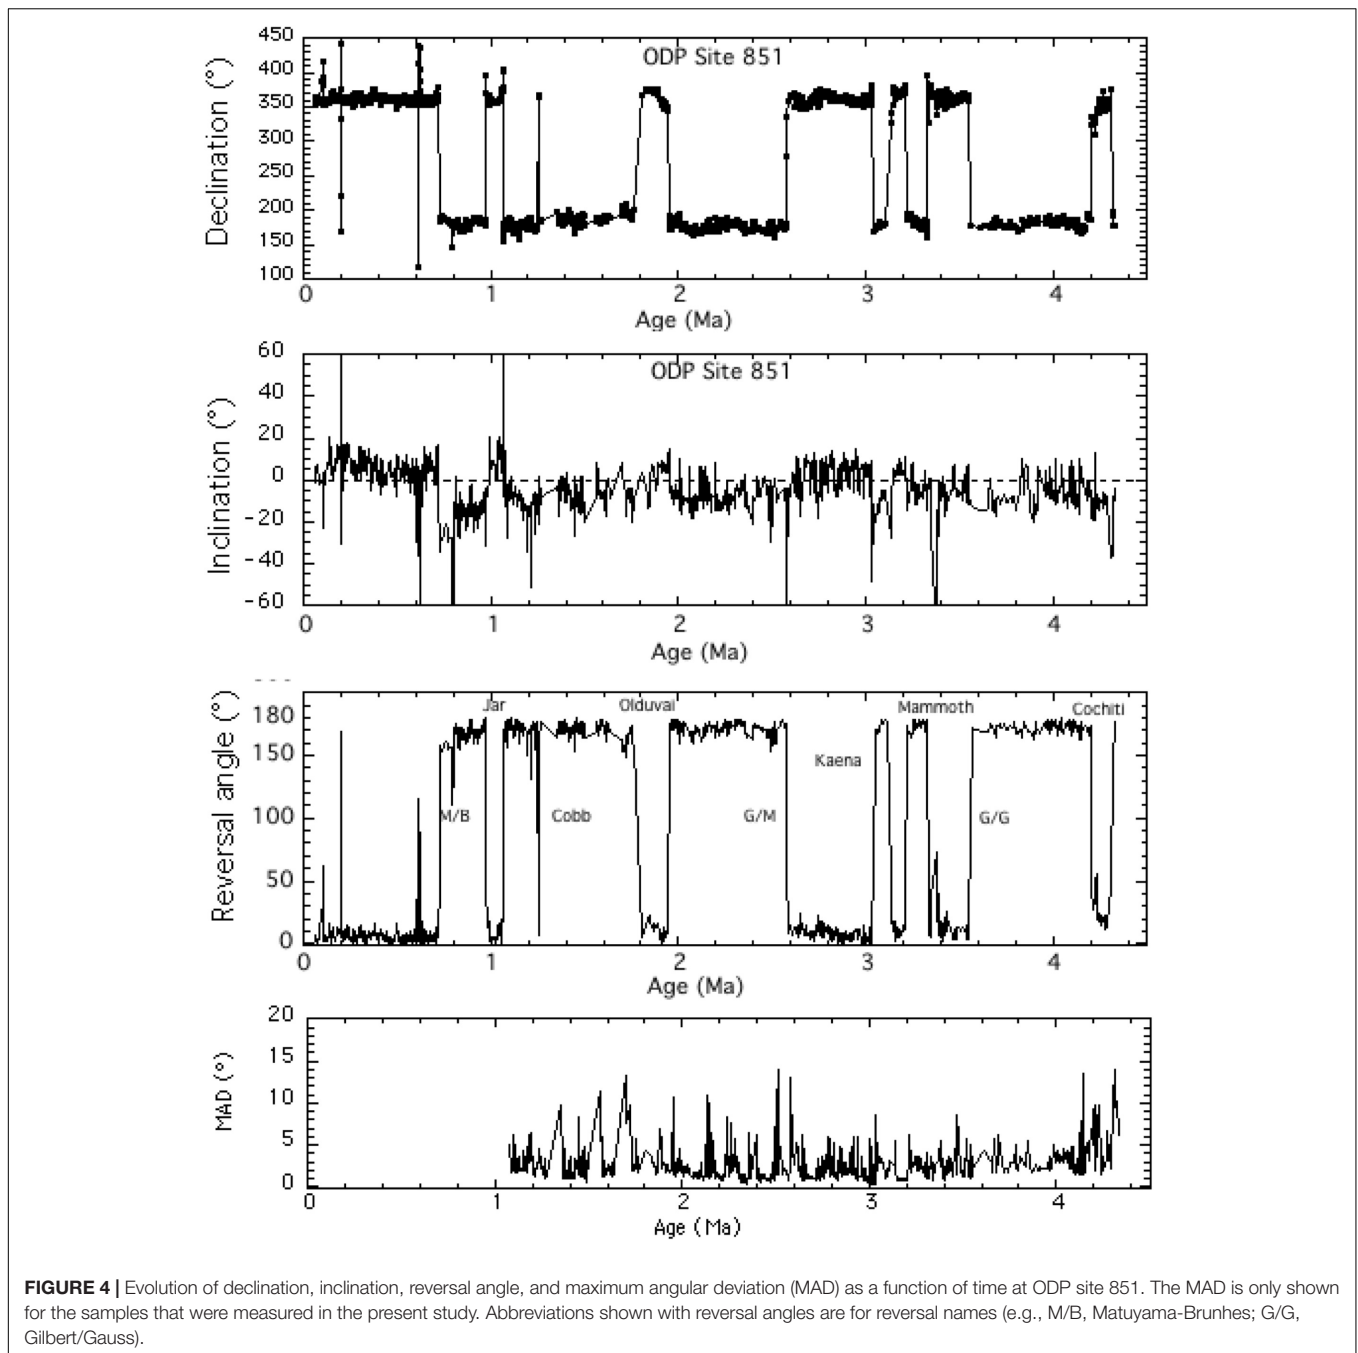 450
400
350
300
250
200
150
100
Declination (°)
ODP Site 851
0 1 2 3 4
Age (Ma)
60
40
20
0
-20
-40
-60
Inclination (°)
ODP Site 851
0 1 2 3 4
Age (Ma)
180
150
100
50
0
Reversal angle (°)
Jar Olduvai Mammoth Cochiti
Kaena
M/B Cobb G/M G/G
0 1 2 3 4
Age (Ma)
20
15
10
5
0
MAD (°)
0 1 2 3 4
Age (Ma)
FIGURE 4 | Evolution of declination, inclination, reversal angle, and maximum angular deviation (MAD) as a function of time at ODP site 851. The MAD is only shown
for the samples that were measured in the present study. Abbreviations shown with reversal angles are for reversal names (e.g., M/B, Matuyama-Brunhes; G/G,
Gilbert/Gauss).